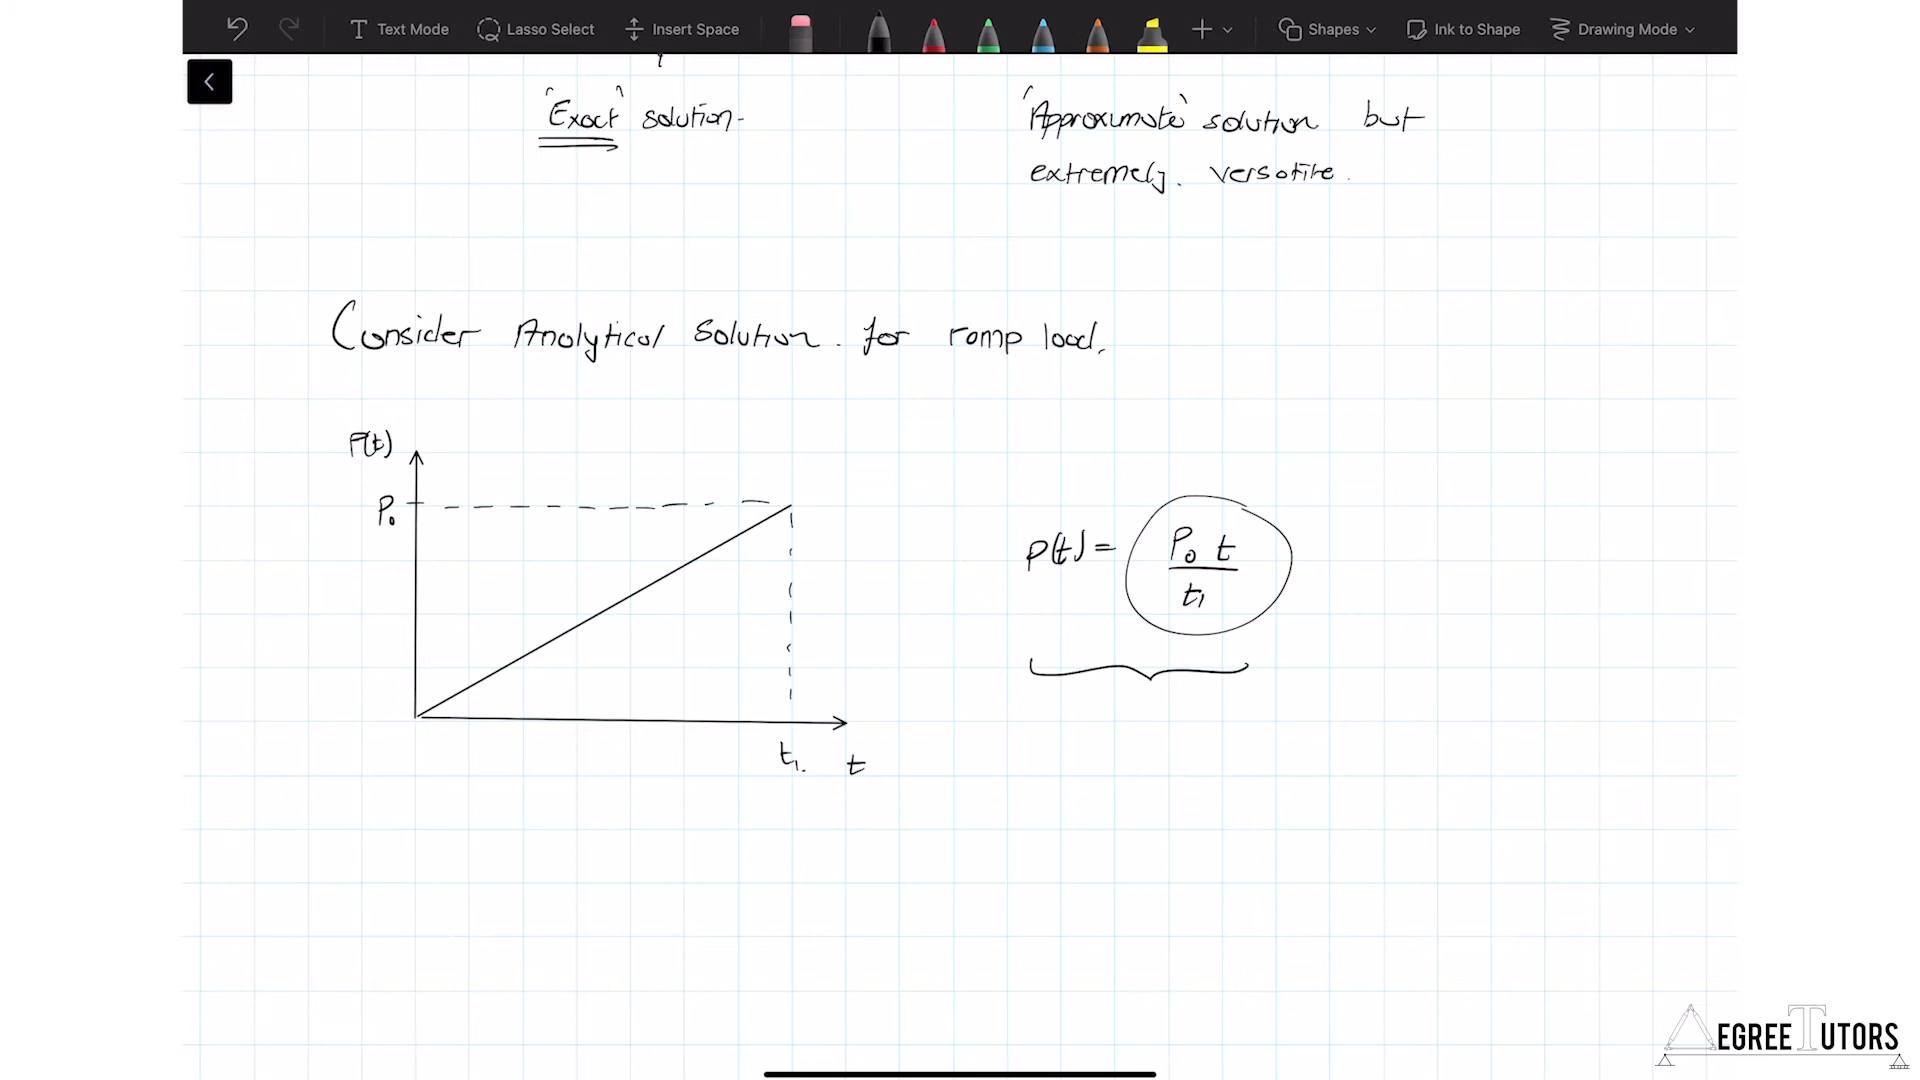 Text Mode Lasso Select Insert Space Shapes Ink to Shape Drawing Mode
"Exact" solution.
"Approximate" solution but
extremely. versatile.
Consider Analytical Solution. for ramp load.
P(t)
P₀
p(t) = P₀ t / t₁
t₁. t
DEGREE TUTORS